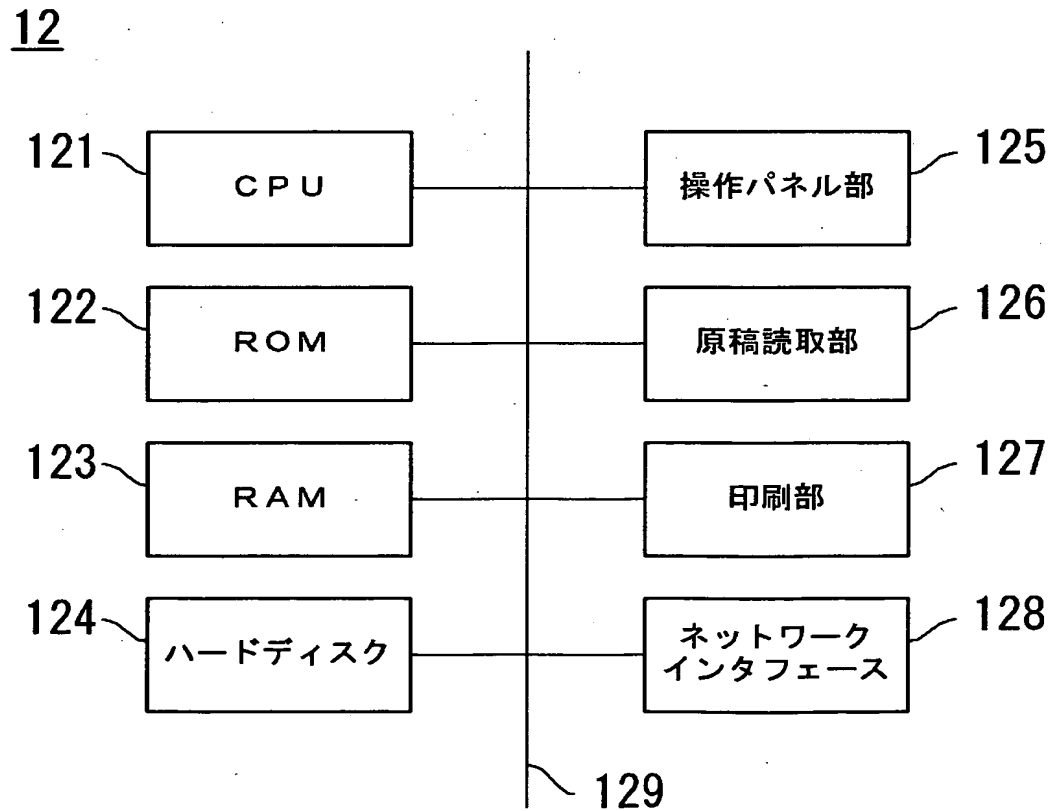 12
121
CPU
操作パネル部
125
122
ROM
原稿読取部
126
123
RAM
印刷部
127
124
ハードディスク
ネットワーク
インタフェース
128
129